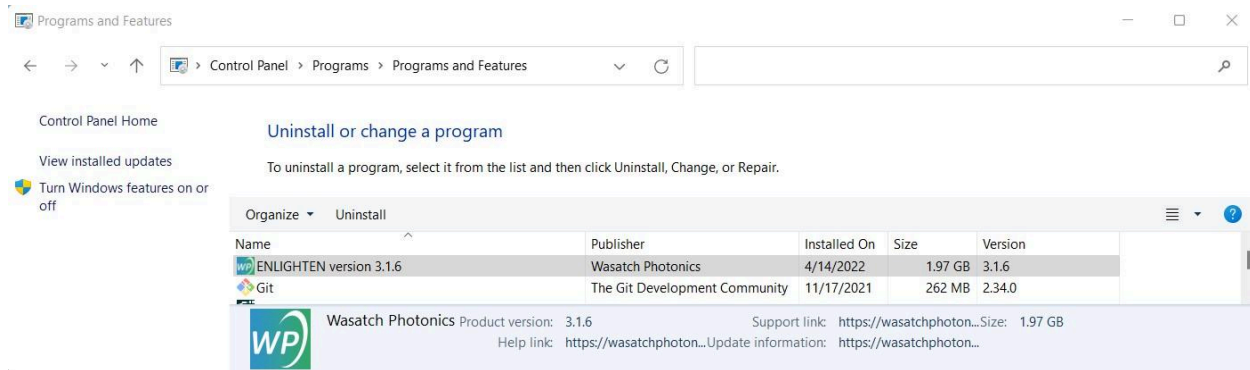 Programs and Features
Control Panel > Programs > Programs and Features
Control Panel Home
Uninstall or change a program
View installed updates
To uninstall a program, select it from the list and then click Uninstall, Change, or Repair.
Turn Windows features on or
off
Organize Uninstall
Name Publisher Installed On Size Version
WP ENLIGHTEN version 3.1.6 Wasatch Photonics 4/14/2022 1.97 GB 3.1.6
Git The Git Development Community 11/17/2021 262 MB 2.34.0
WP
Wasatch Photonics Product version: 3.1.6 Support link: https://wasatchphoton... Size: 1.97 GB
Help link: https://wasatchphoton... Update information: https://wasatchphoton...